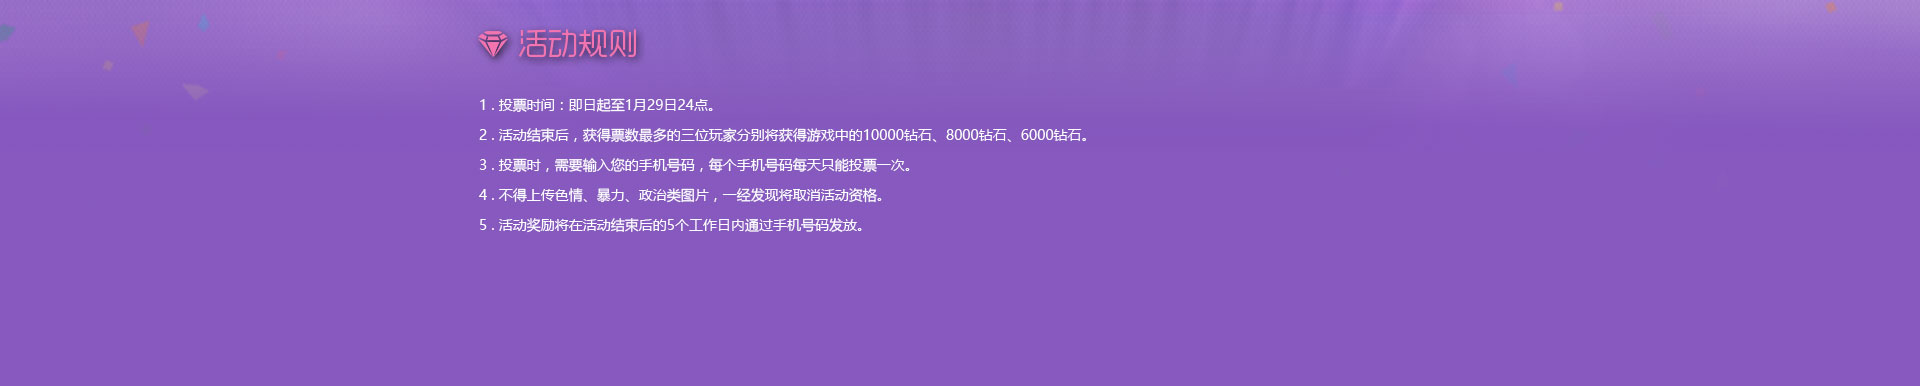 活动规则
1 . 投票时间：即日起至1月29日24点。
2 . 活动结束后，获得票数最多的三位玩家分别将获得游戏中的10000钻石、8000钻石、6000钻石。
3 . 投票时，需要输入您的手机号码，每个手机号码每天只能投票一次。
4 . 不得上传色情、暴力、政治类图片，一经发现将取消活动资格。
5 . 活动奖励将在活动结束后的5个工作日内通过手机号码发放。